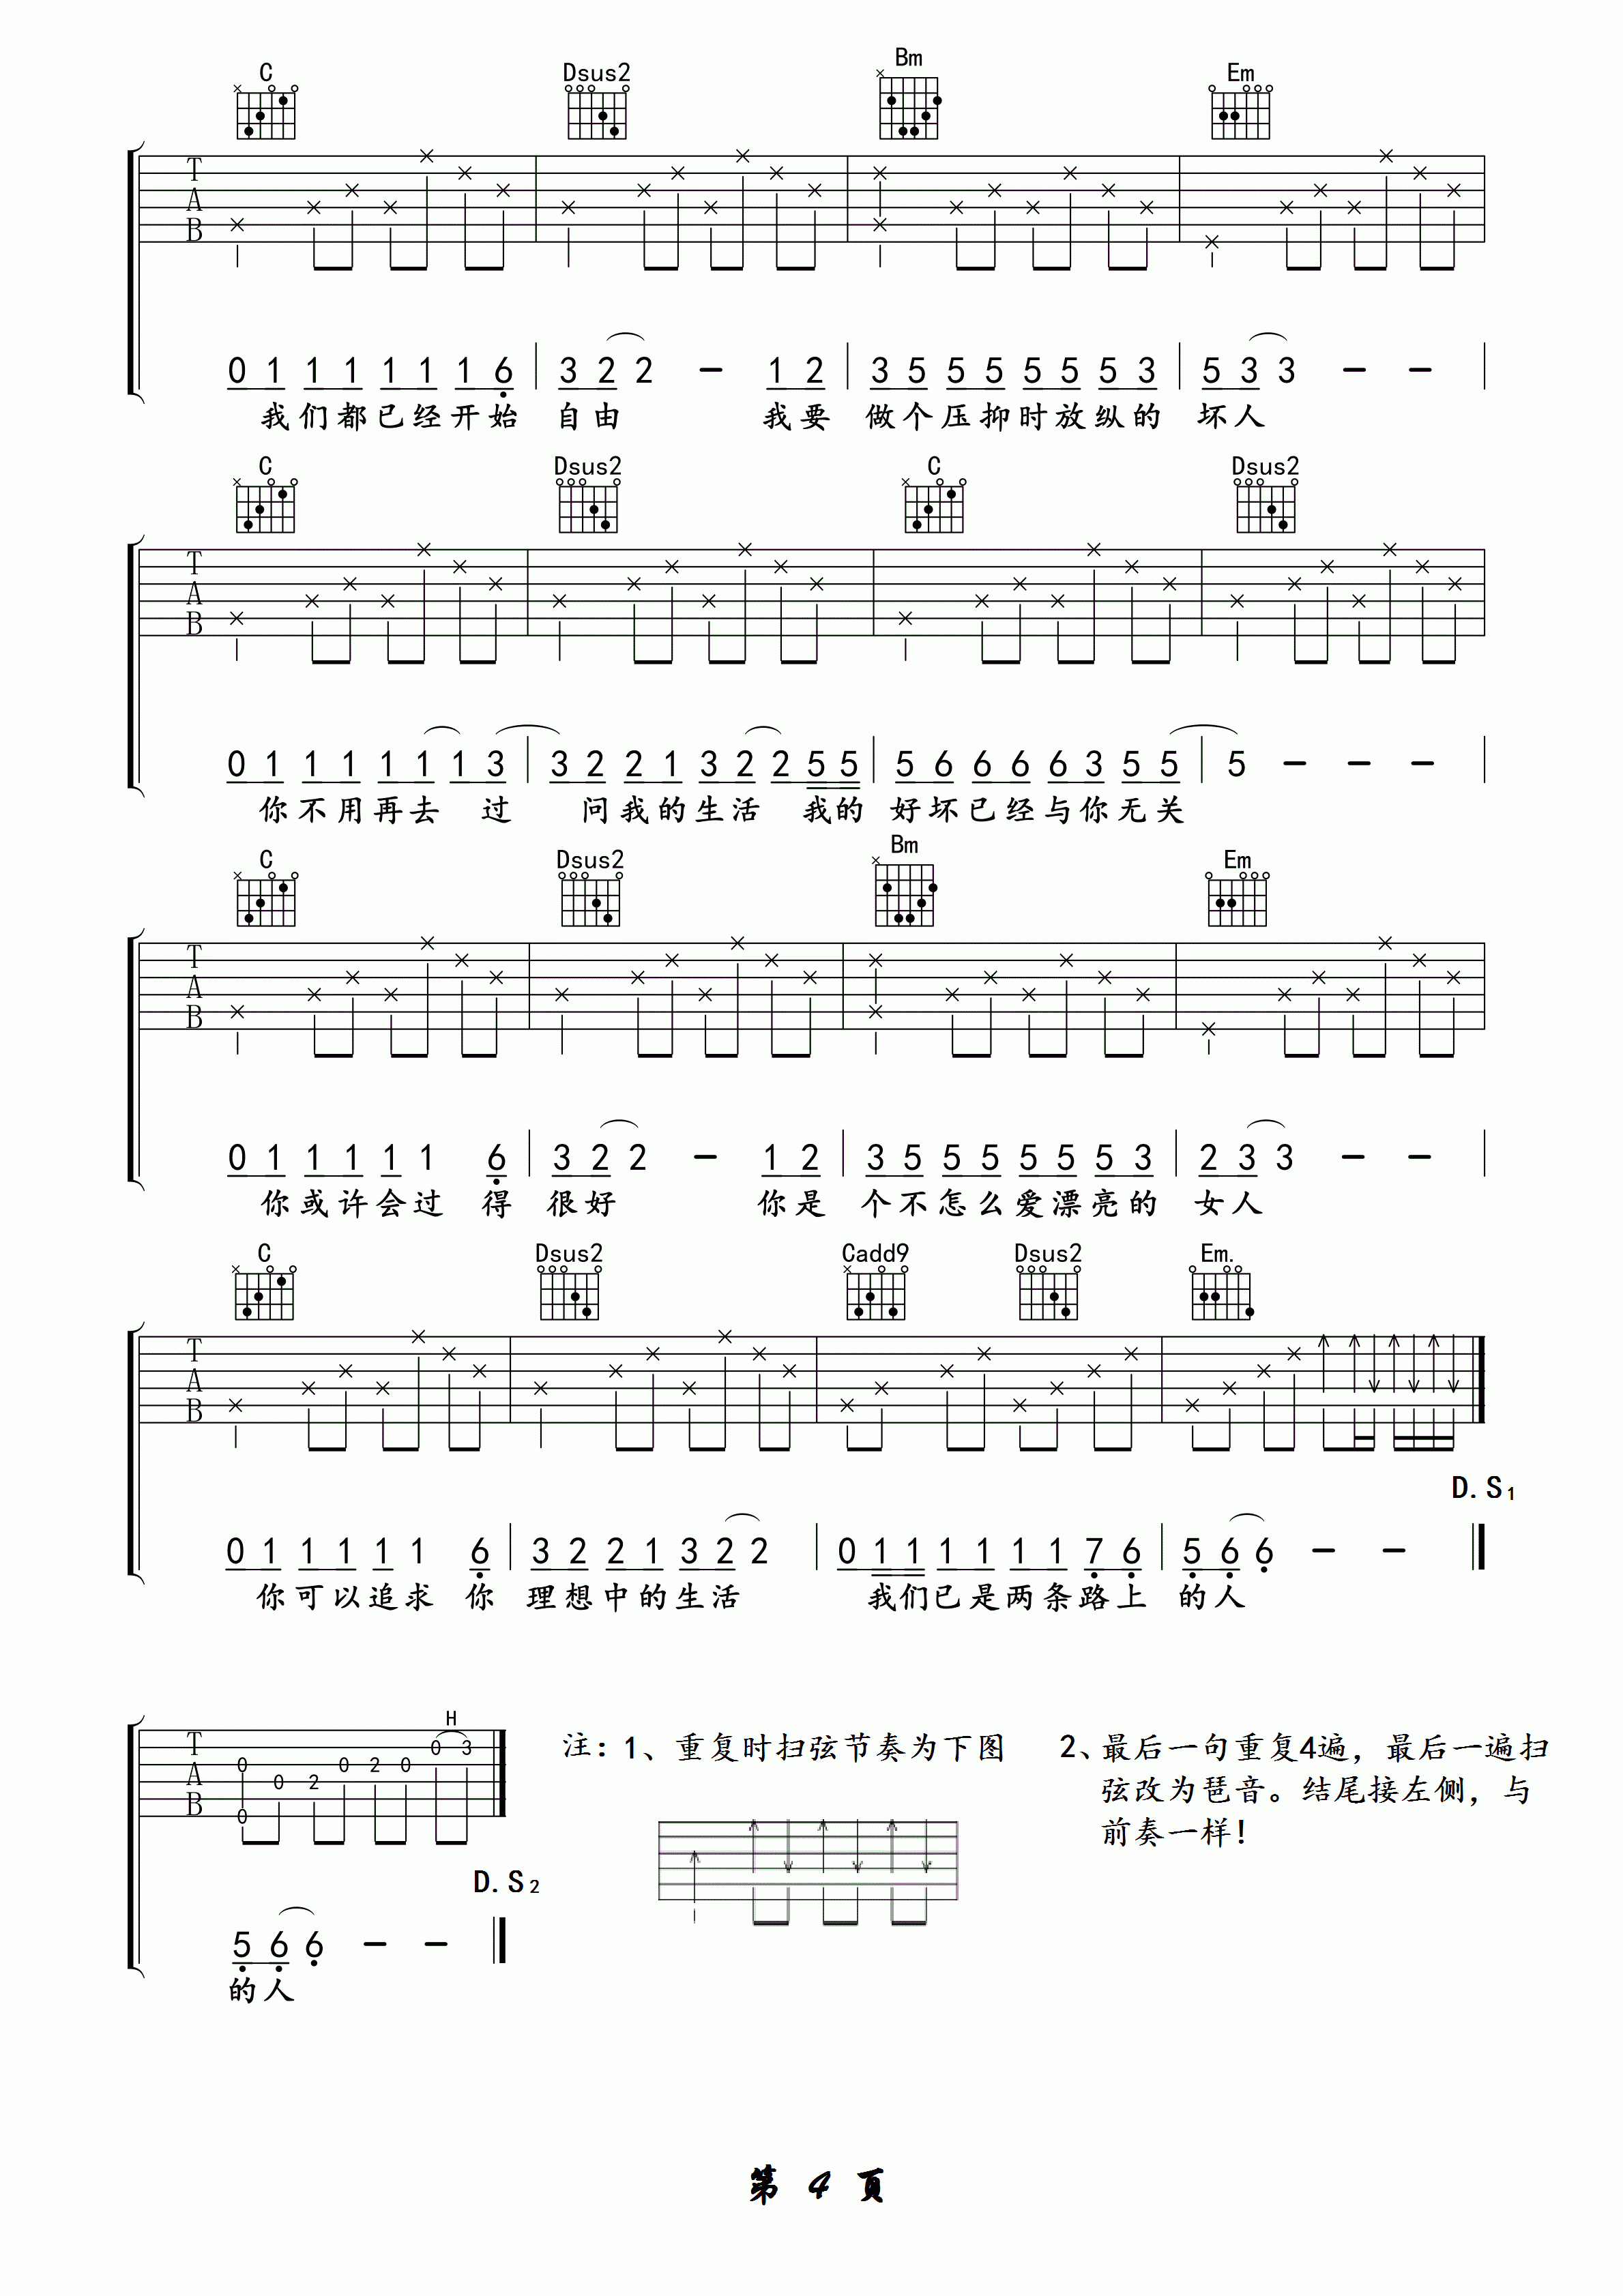 C Dsus2 Bm Em
T
A
B
0 1 1 1 1 1 1 6 3 2 2 - 1 2 3 5 5 5 5 5 5 3 5 3 3 - -
我们都已经开始 自由 我要 做个压抑时放纵的 坏人
C Dsus2 C Dsus2
T
A
B
0 1 1 1 1 1 1 3 3 2 2 1 3 2 2 5 5 5 6 6 6 6 3 5 5 5 - - -
你不用再去 过 问我的生活 我的 好坏已经与你无关
C Dsus2 Bm Em
T
A
B
0 1 1 1 1 1 6 3 2 2 - 1 2 3 5 5 5 5 5 5 3 2 3 3 - -
你或许会过 得 很好 你是 个不怎么爱漂亮的 女人
C Dsus2 Cadd9 Dsus2 Em.
T
A
B
D.S1
0 1 1 1 1 1 6 3 2 2 1 3 2 2 0 1 1 1 1 1 1 7 6 5 6 6 - -
你可以追求 你 理想中的生活 我们已是两条路上 的人
H
T
A
B
0 0 0 2 0 2 0 0 3
D.S2
5 6 6 - -
的人
注：1、重复时扫弦节奏为下图
2、最后一句重复4遍，最后一遍扫
弦改为琶音。结尾接左侧，与
前奏一样！
第 4 页